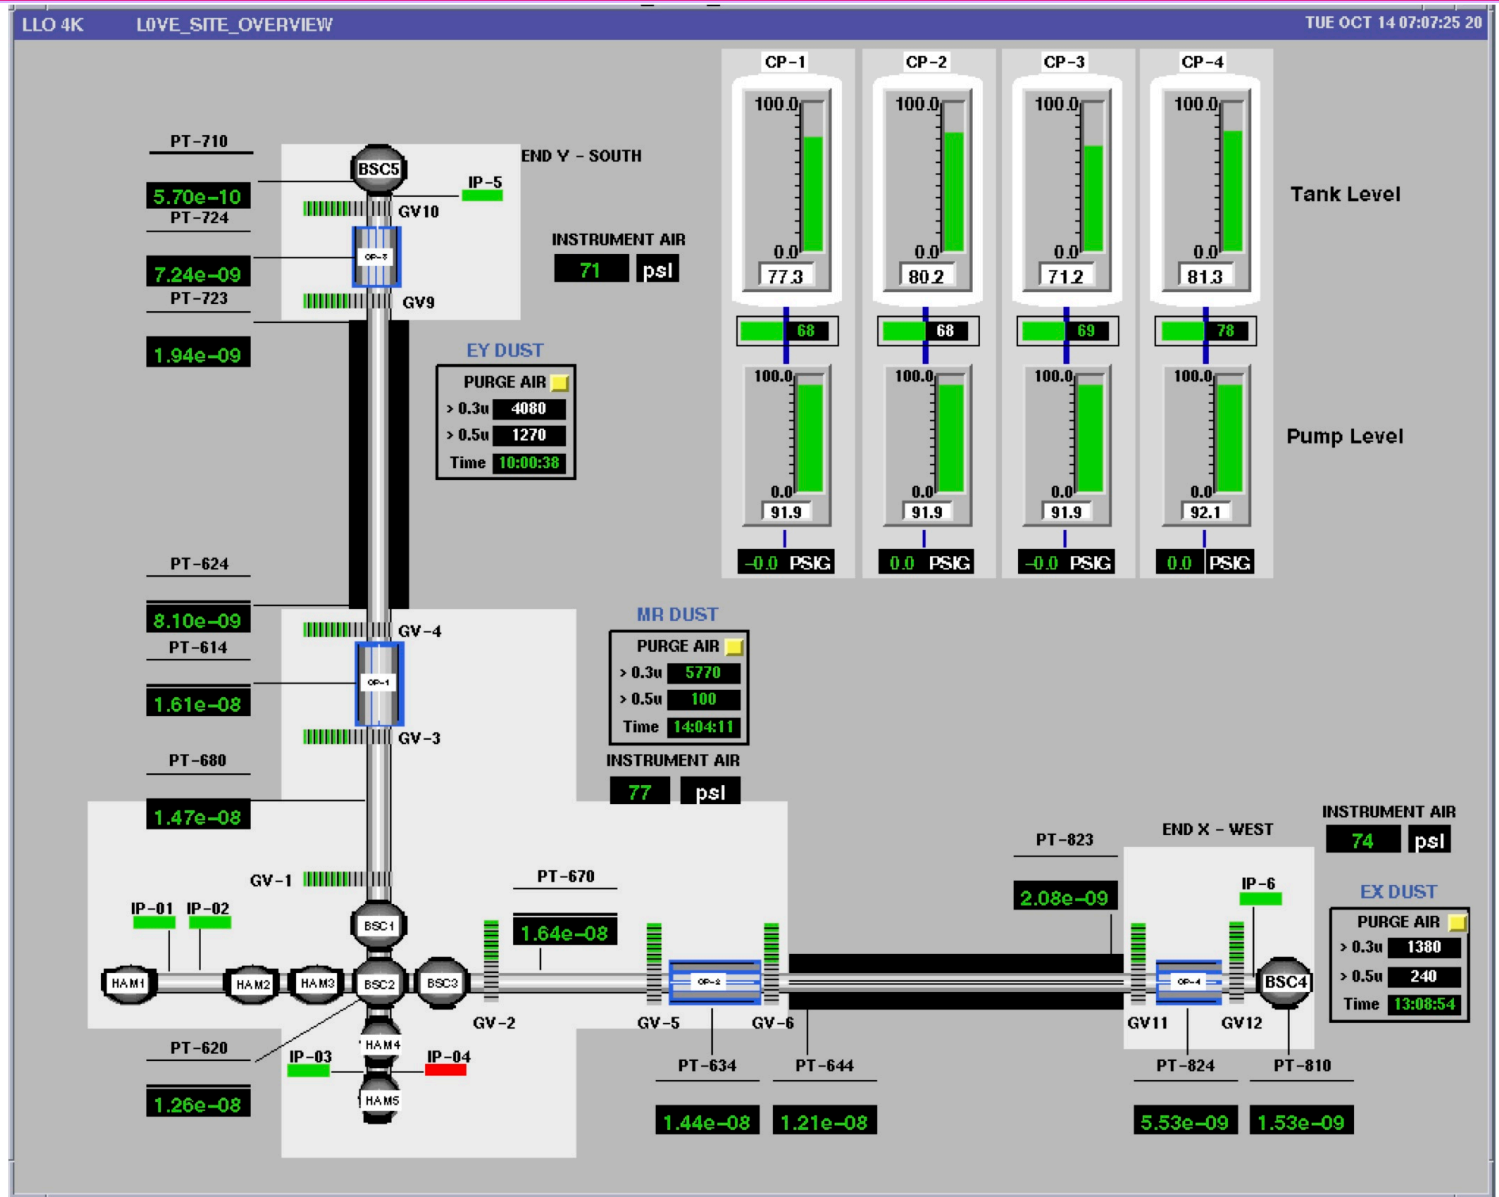 LLO 4K L0VE_SITE_OVERVIEW TUE OCT 14 07:07:25 20
CP-1 CP-2 CP-3 CP-4
100.0 100.0 100.0 100.0
Tank Level
0.0 0.0 0.0 0.0
77.3 80.2 71.2 81.3
68 68 69 78
100.0 100.0 100.0 100.0
Pump Level
0.0 0.0 0.0 0.0
91.9 91.9 91.9 92.1
-0.0 PSIG 0.0 PSIG -0.0 PSIG 0.0 PSIG
PT-710
5.70e-10
PT-724
7.24e-09
PT-723
1.94e-09
BSC5
END Y - SOUTH
IP-5
GV10
GV9
INSTRUMENT AIR
71 psI
EY DUST
PURGE AIR
> 0.3u 4080
> 0.5u 1270
Time 10:00:38
PT-624
8.10e-09
PT-614
1.61e-08
PT-680
1.47e-08
GV-4
CP-1
GV-3
MR DUST
PURGE AIR
> 0.3u 5770
> 0.5u 100
Time 14:04:11
INSTRUMENT AIR
77 psI
GV-1
IP-01 IP-02
BSC1
HAM1 HAM2 HAM3 BSC2 BSC3
GV-2
PT-670
1.64e-08
GV-5
CP-2
GV-6
PT-620
1.26e-08
HAM4
IP-03 IP-04
HAM5
PT-634 PT-644
1.44e-08 1.21e-08
PT-823
2.08e-09
END X - WEST
INSTRUMENT AIR
74 psI
IP-6
CP-4
BSC4
GV11 GV12
EX DUST
PURGE AIR
> 0.3u 1380
> 0.5u 240
Time 13:08:54
PT-824 PT-810
5.53e-09 1.53e-09